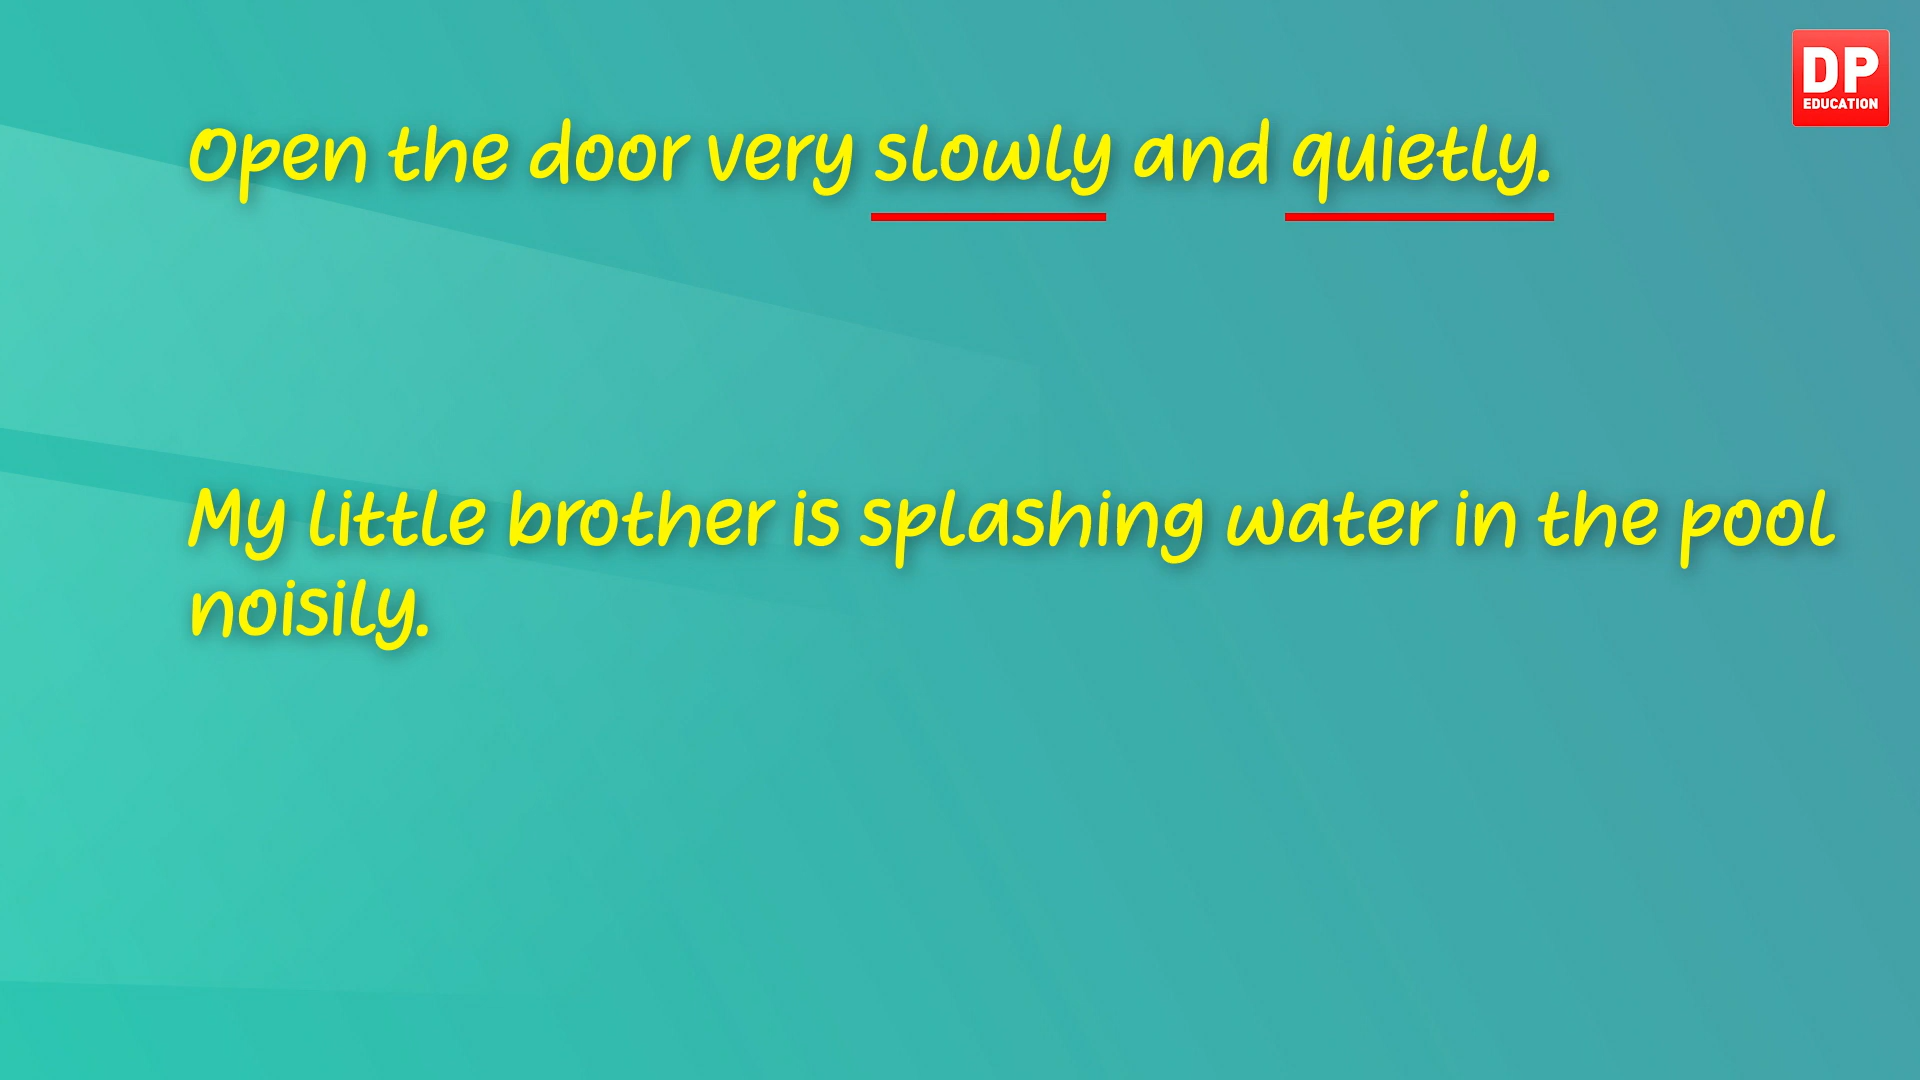 DP
EDUCATION
Open the door very slowly and quietly.
My little brother is splashing water in the pool
noisily.